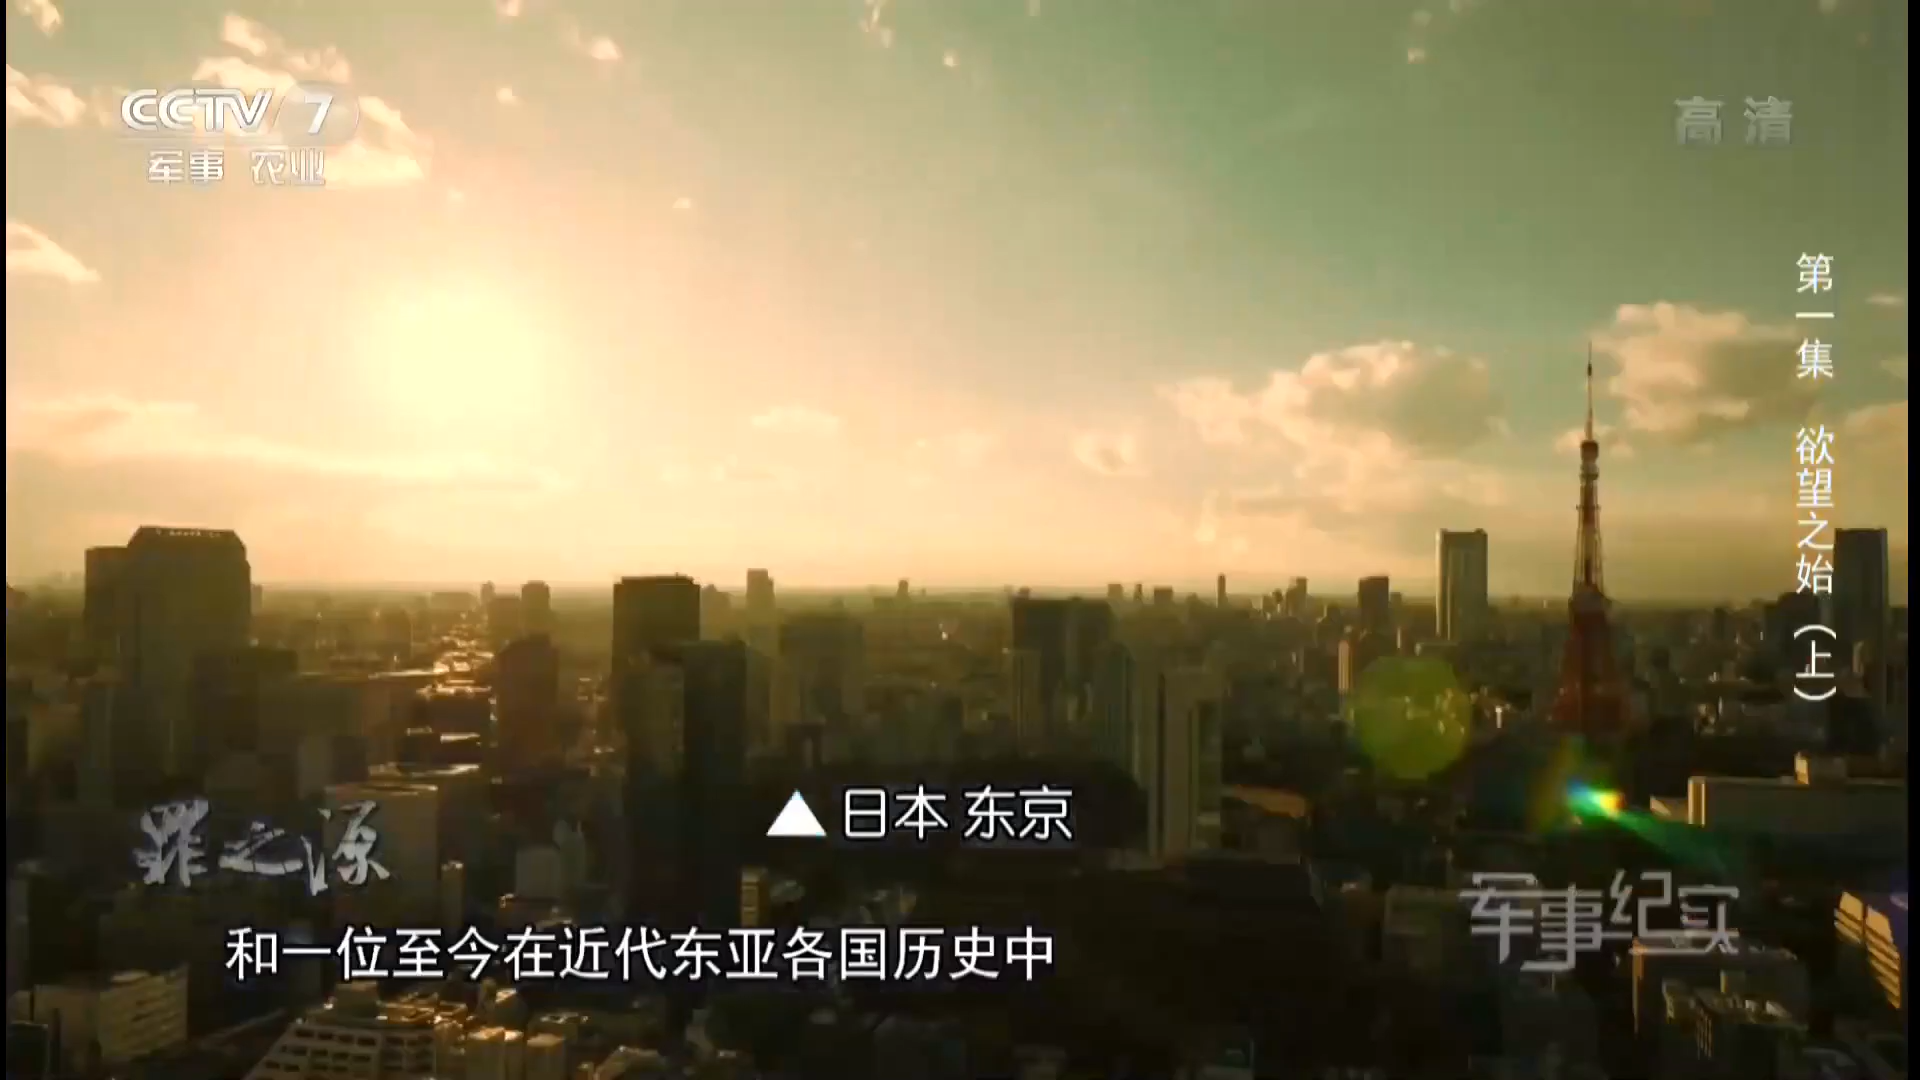 CCTV 7
军事 农业
高清
第一集 欲望之始（上）
▲日本 东京
罪之源
军事纪实
和一位至今在近代东亚各国历史中